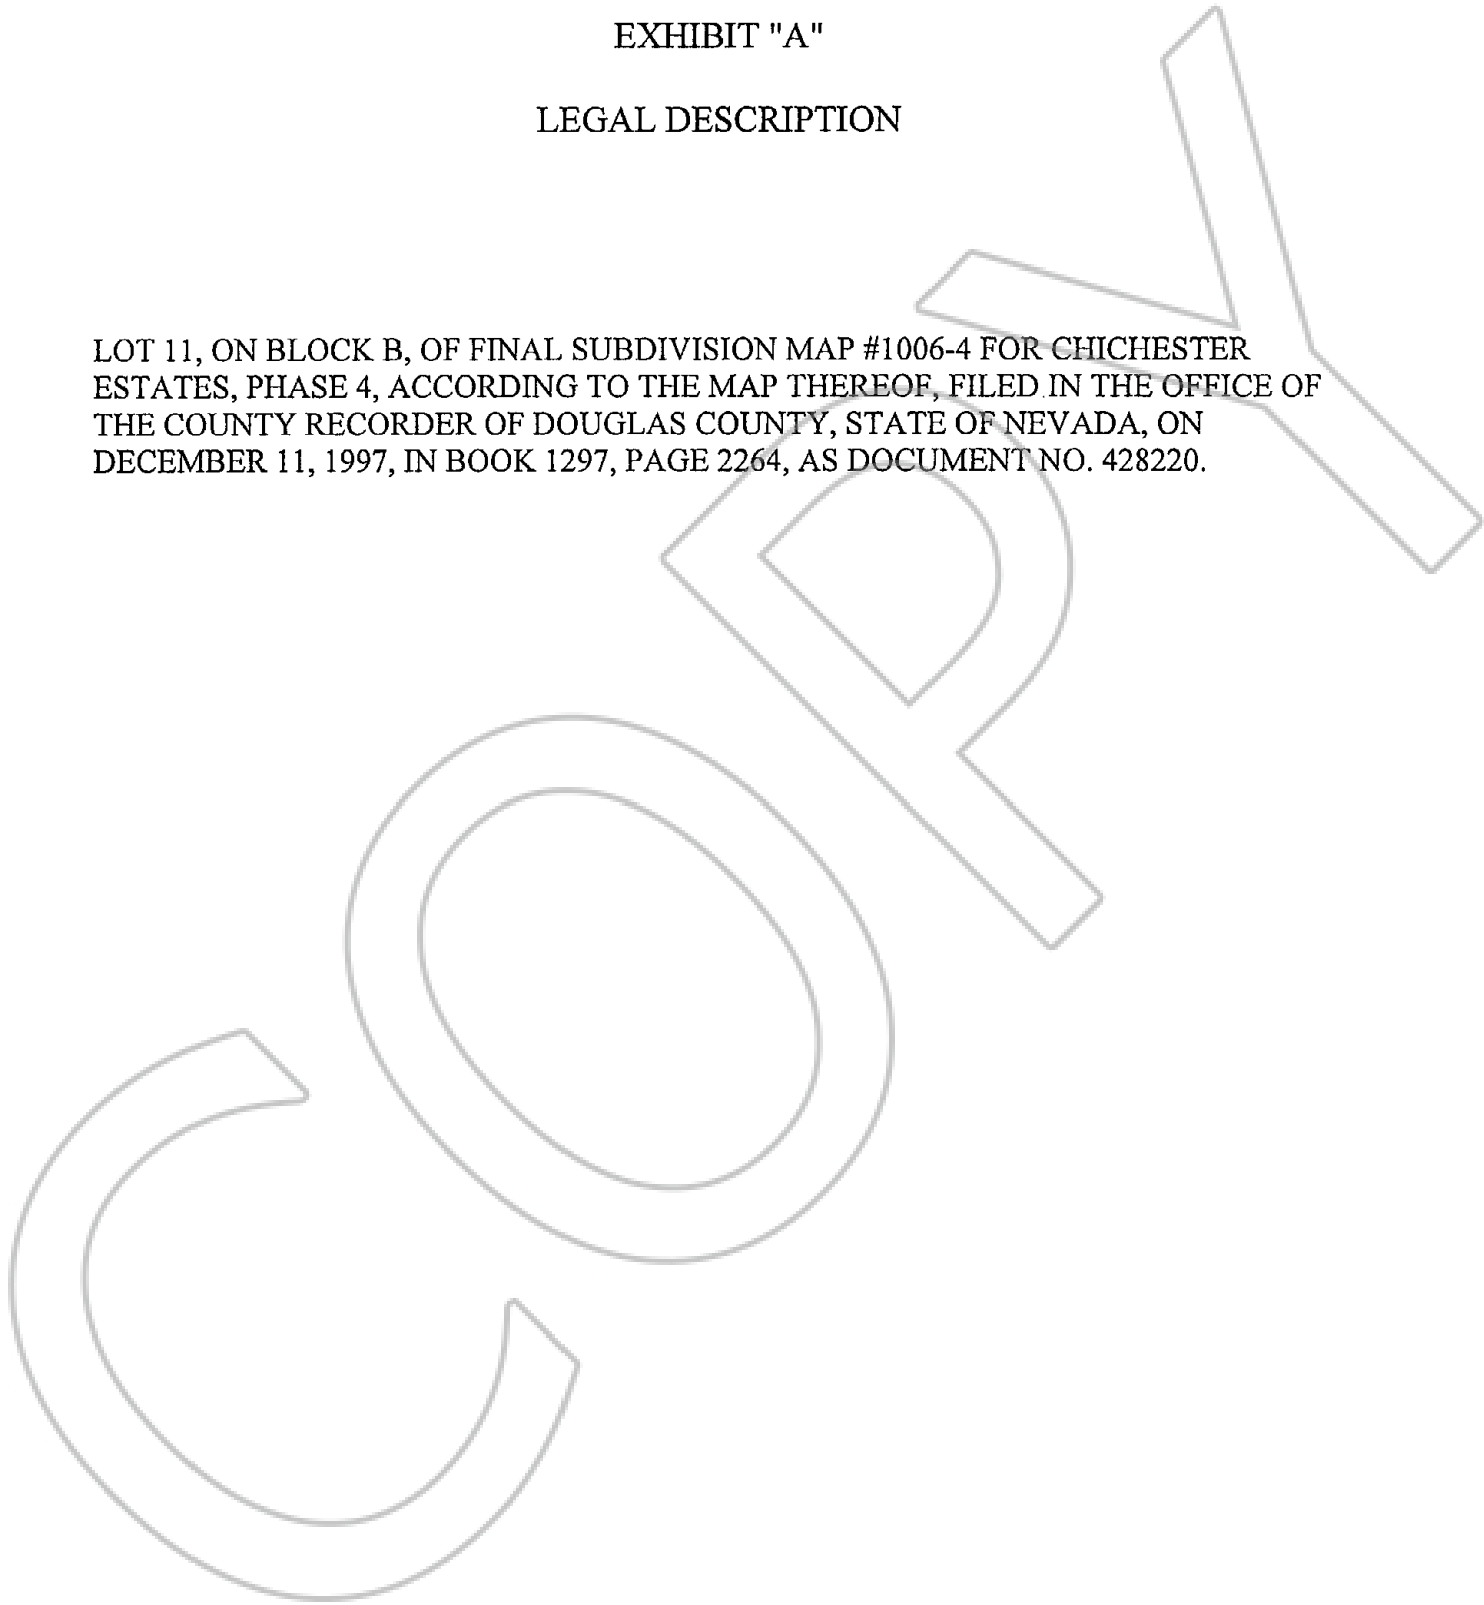 EXHIBIT "A"
LEGAL DESCRIPTION
LOT 11, ON BLOCK B, OF FINAL SUBDIVISION MAP #1006-4 FOR CHICHESTER
ESTATES, PHASE 4, ACCORDING TO THE MAP THEREOF, FILED IN THE OFFICE OF
THE COUNTY RECORDER OF DOUGLAS COUNTY, STATE OF NEVADA, ON
DECEMBER 11, 1997, IN BOOK 1297, PAGE 2264, AS DOCUMENT NO. 428220.
COPY